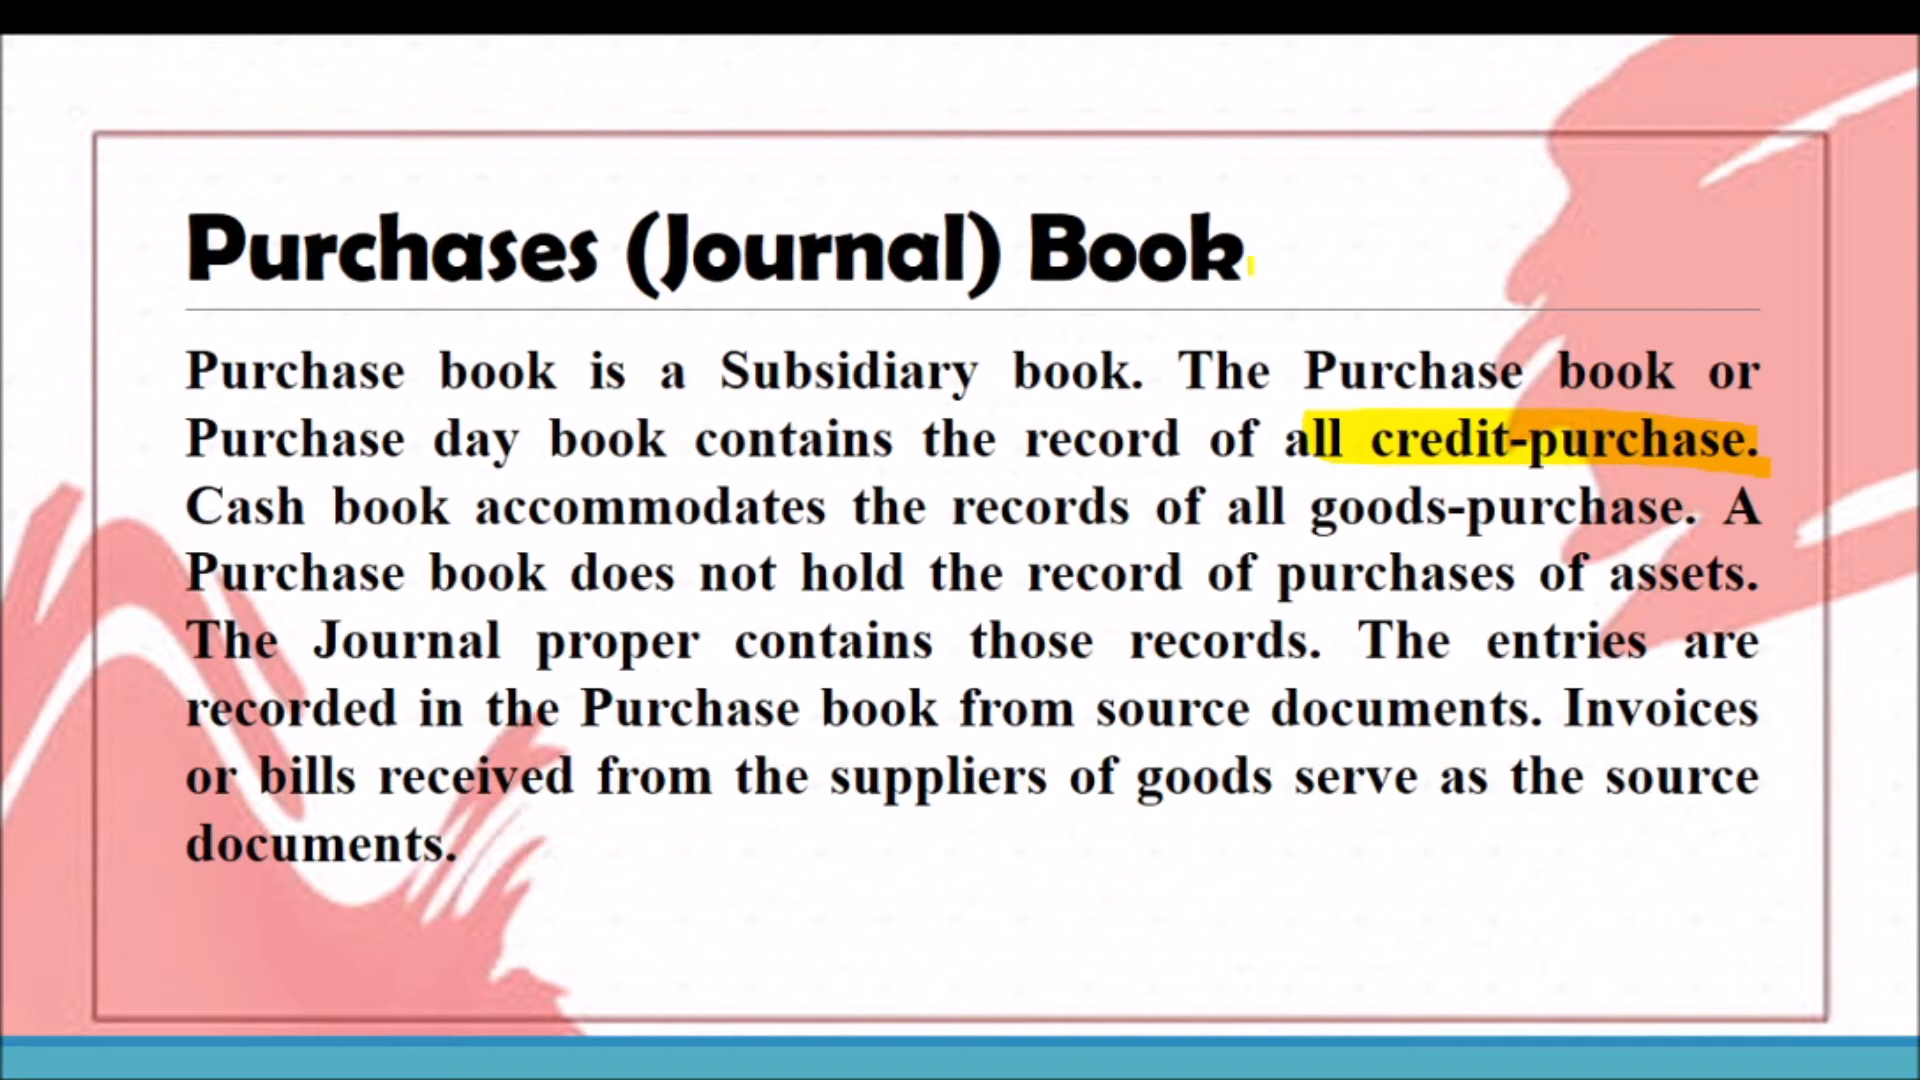 Purchases (Journal) Book
Purchase book is a Subsidiary book. The Purchase book or
Purchase day book contains the record of all credit-purchase.
Cash book accommodates the records of all goods-purchase. A
Purchase book does not hold the record of purchases of assets.
The Journal proper contains those records. The entries are
recorded in the Purchase book from source documents. Invoices
or bills received from the suppliers of goods serve as the source
documents.